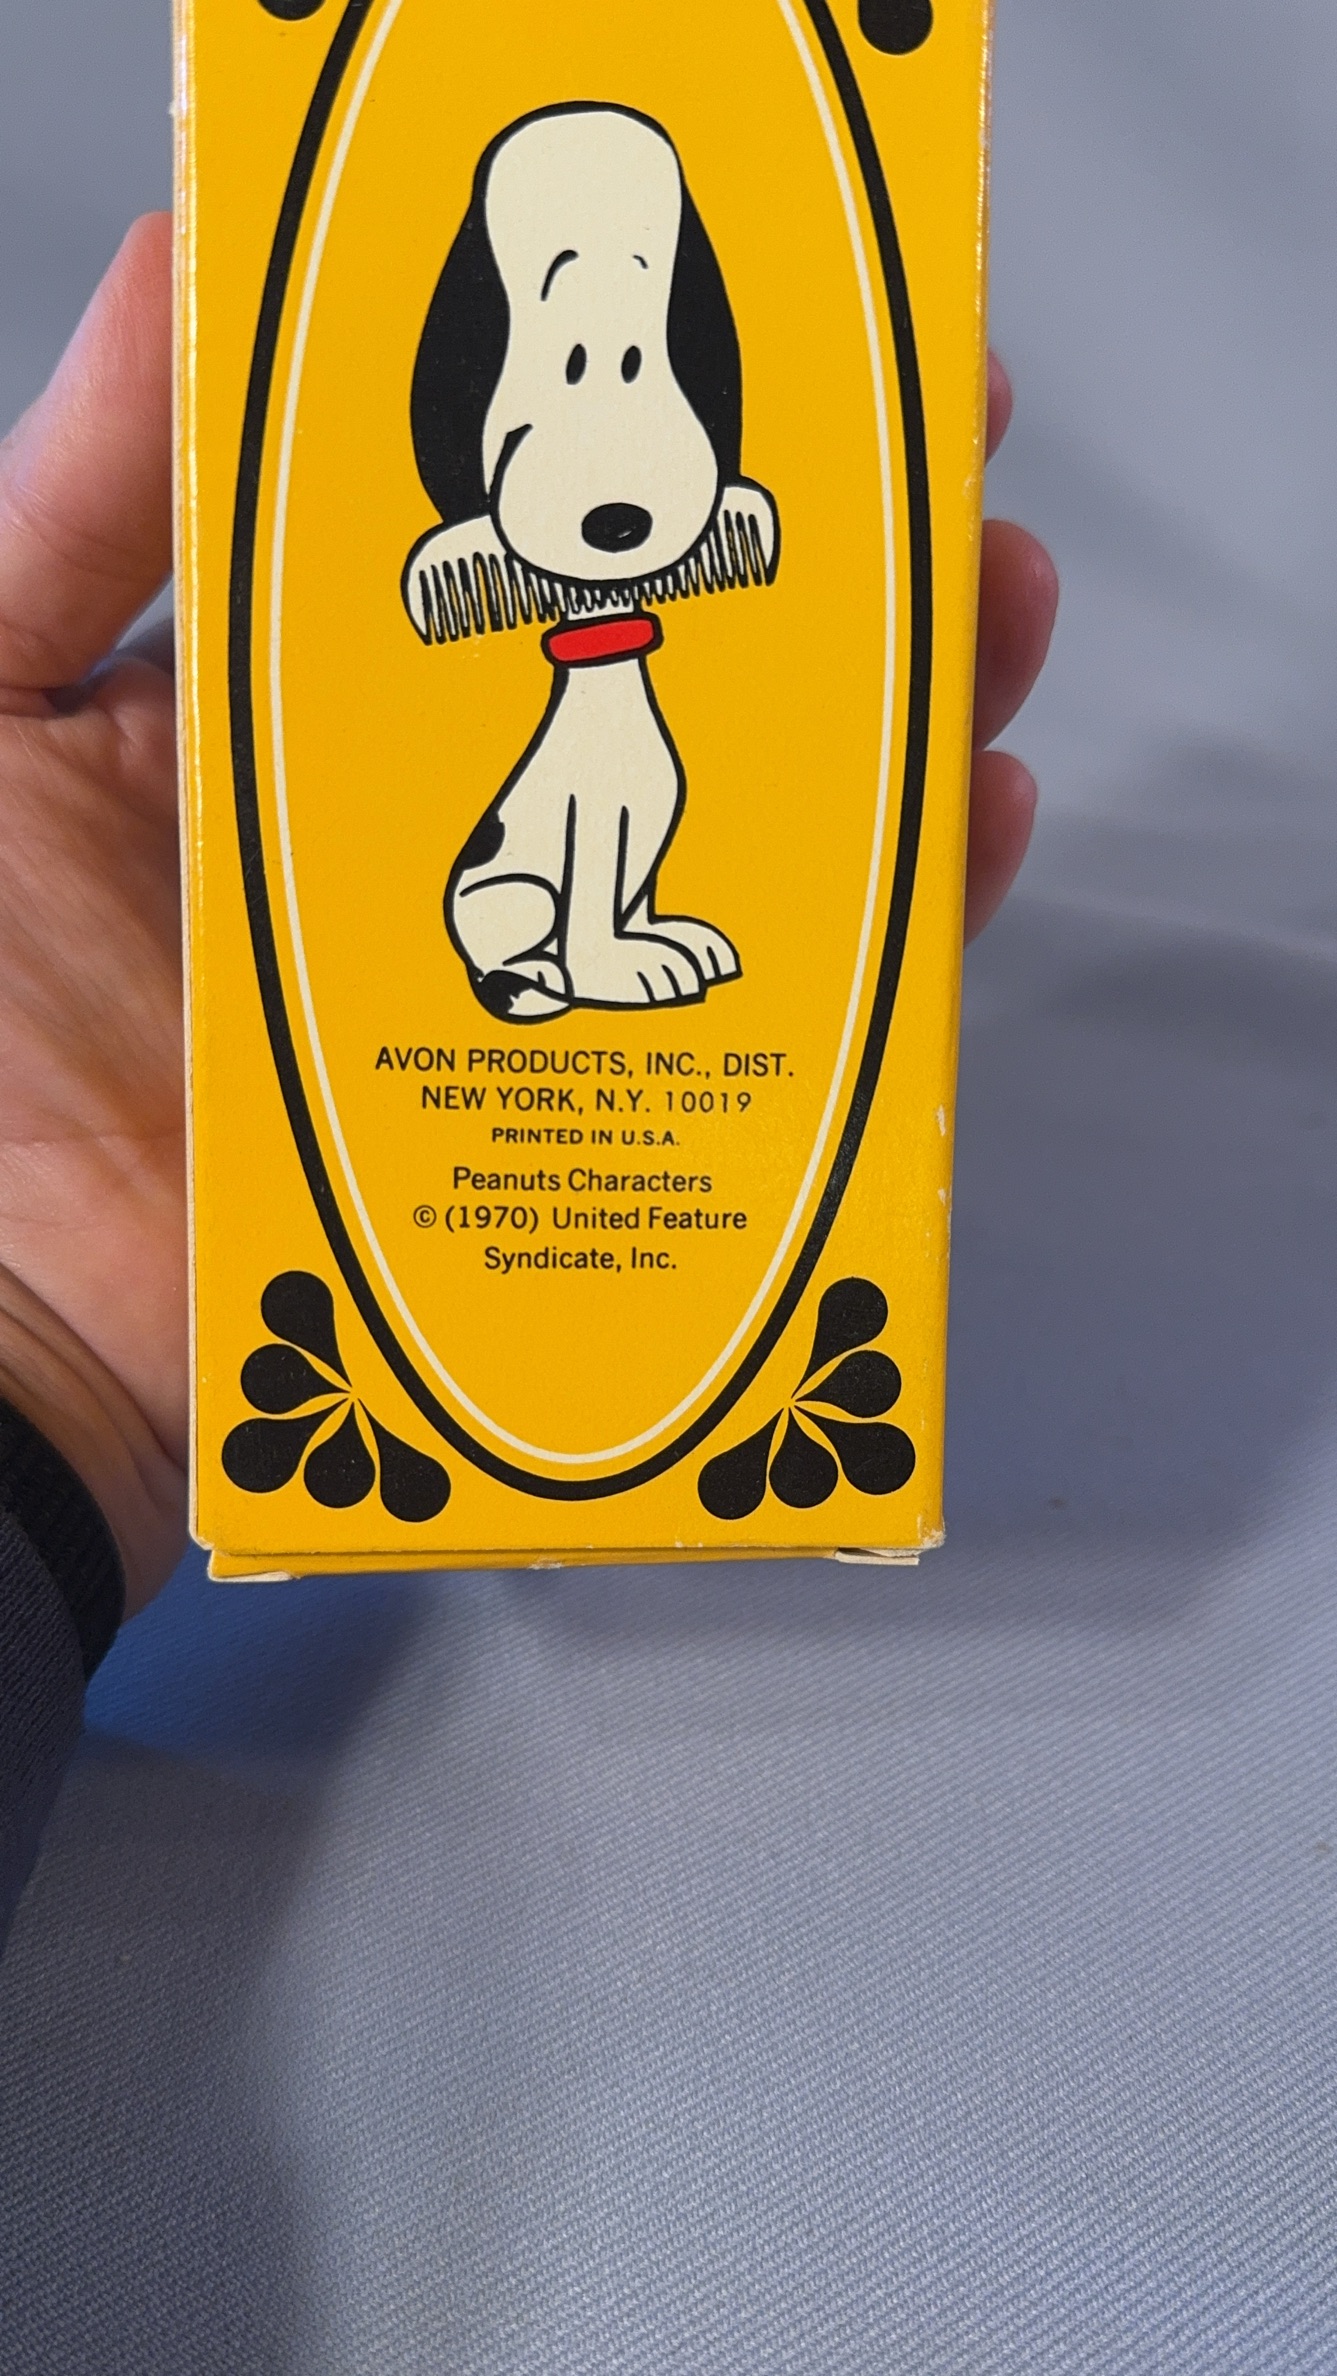 AVON PRODUCTS, INC., DIST.
NEW YORK, N.Y. 10019
PRINTED IN U.S.A.
Peanuts Characters
© (1970) United Feature
Syndicate, Inc.